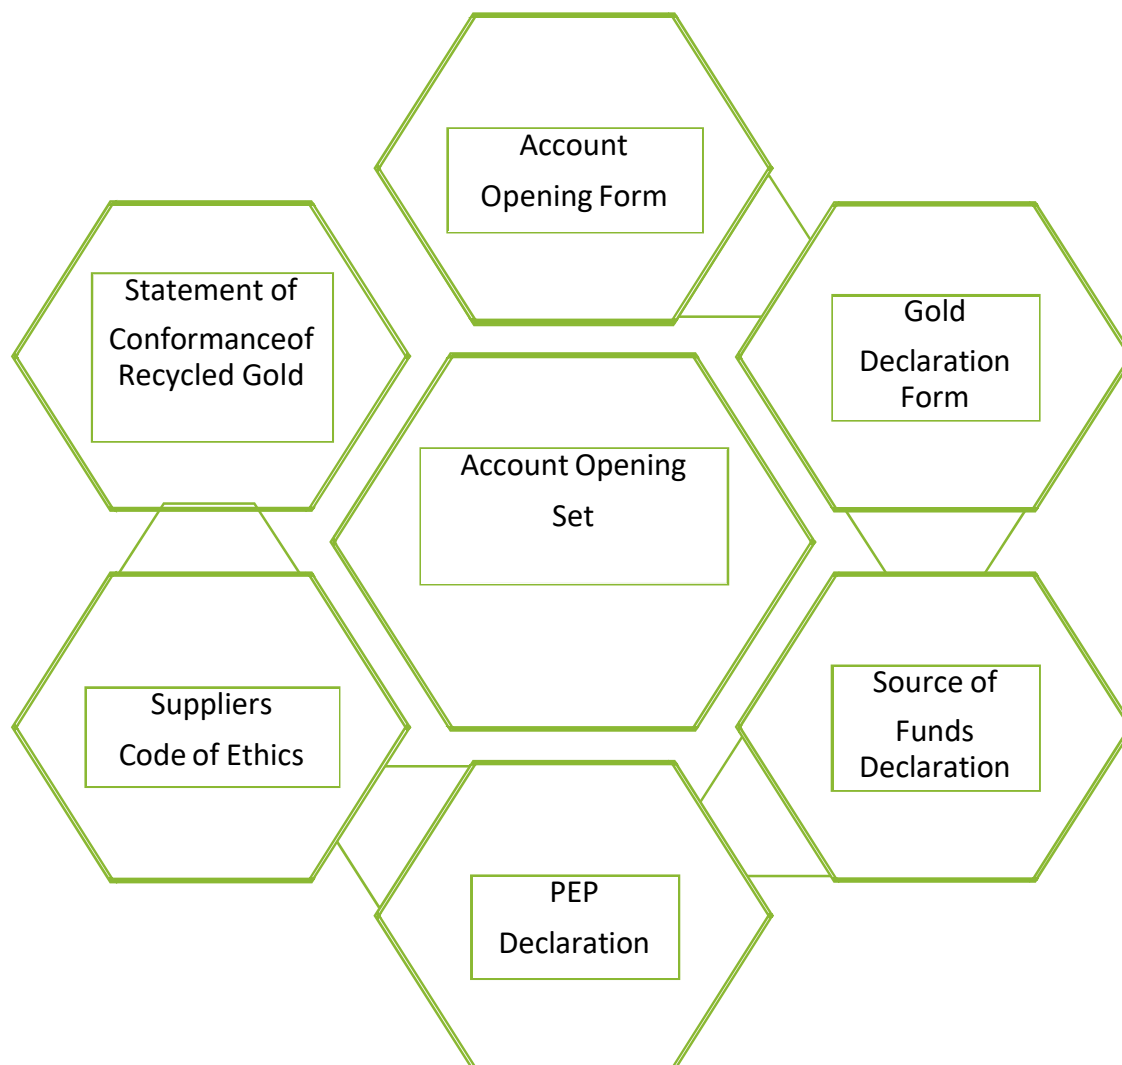 Account
Opening Form
Statement of
Conformanceof
Recycled Gold
Gold
Declaration
Form
Account Opening
Set
Suppliers
Code of Ethics
Source of
Funds
Declaration
PEP
Declaration